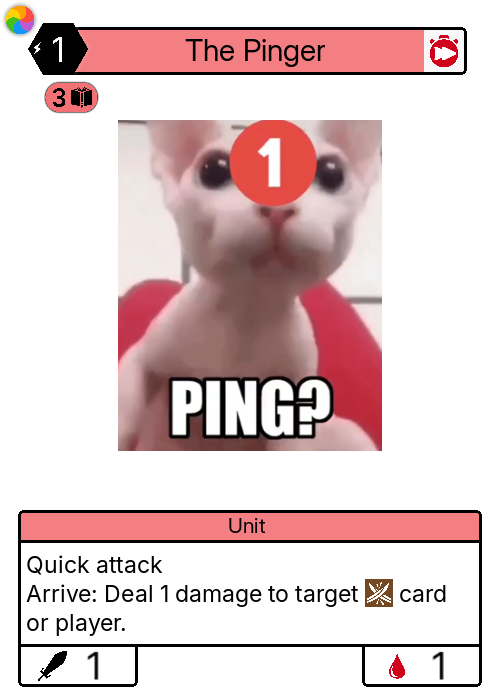 1 The Pinger
3
1
PING?
Unit
Quick attack
Arrive: Deal 1 damage to target card
or player.
1 1